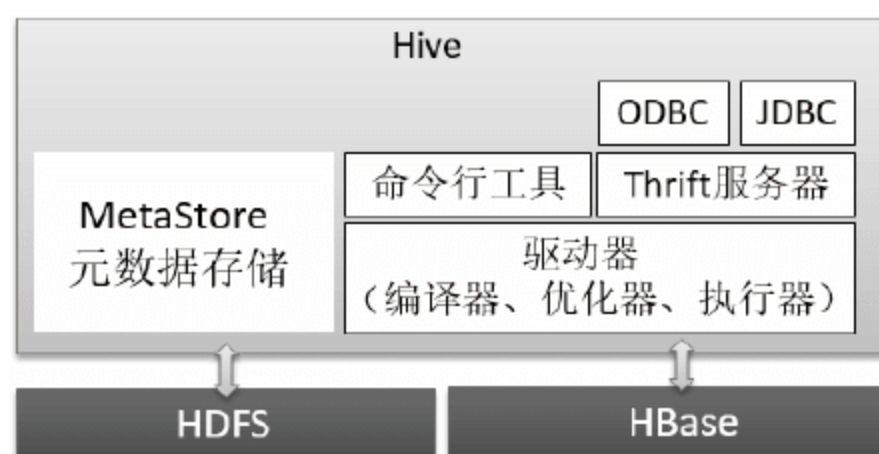 Hive
ODBC
JDBC
MetaStore
元数据存储
命令行工具
Thrift服务器
驱动器
（编译器、优化器、执行器）
HDFS
HBase